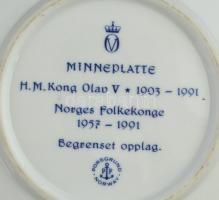 MINNEPLATTE
H.M. Kong Olav V ★ 1903 - 1991
Norges Folkekonge
1957 - 1991
Begrenset opplag.
PORSGRUND
NORWAY